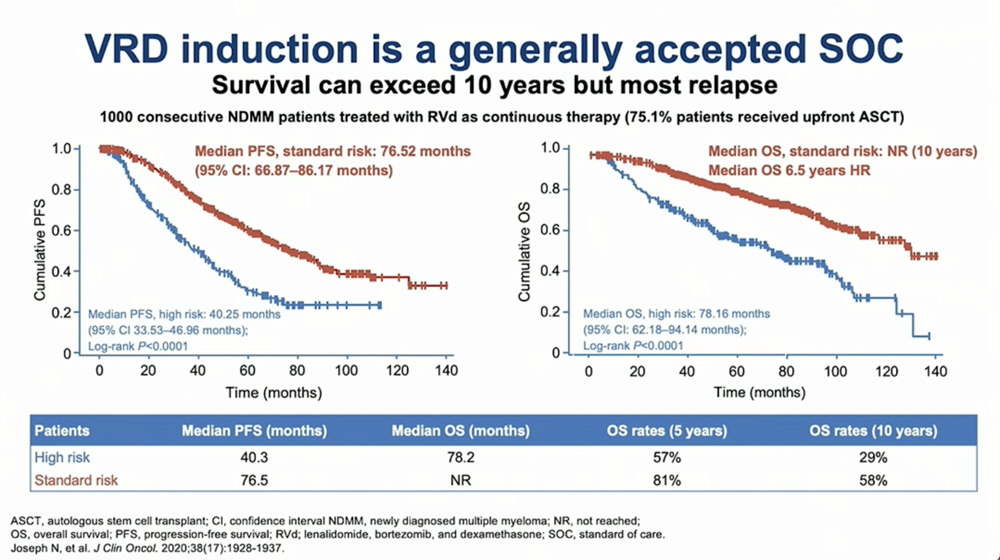 VRD induction is a generally accepted SOC
Survival can exceed 10 years but most relapse
1000 consecutive NDMM patients treated with RVd as continuous therapy (75.1% patients received upfront ASCT)
Cumulative PFS
1.0
0.8
0.6
0.4
0.2
0
Median PFS, standard risk: 76.52 months
(95% CI: 66.87–86.17 months)
Median PFS, high risk: 40.25 months
(95% CI 33.53–46.96 months);
Log-rank P<0.0001
0 20 40 60 80 100 120 140
Time (months)
Cumulative OS
1.0
0.8
0.6
0.4
0.2
0
Median OS, standard risk: NR (10 years)
Median OS 6.5 years HR
Median OS, high risk: 78.16 months
(95% CI: 62.18–94.14 months);
Log-rank P<0.0001
0 20 40 60 80 100 120 140
Time (months)
Patients Median PFS (months) Median OS (months) OS rates (5 years) OS rates (10 years)
High risk 40.3 78.2 57% 29%
Standard risk 76.5 NR 81% 58%
ASCT, autologous stem cell transplant; CI, confidence interval NDMM, newly diagnosed multiple myeloma; NR, not reached;
OS, overall survival; PFS, progression-free survival; RVd; lenalidomide, bortezomib, and dexamethasone; SOC, standard of care.
Joseph N, et al. J Clin Oncol. 2020;38(17):1928-1937.